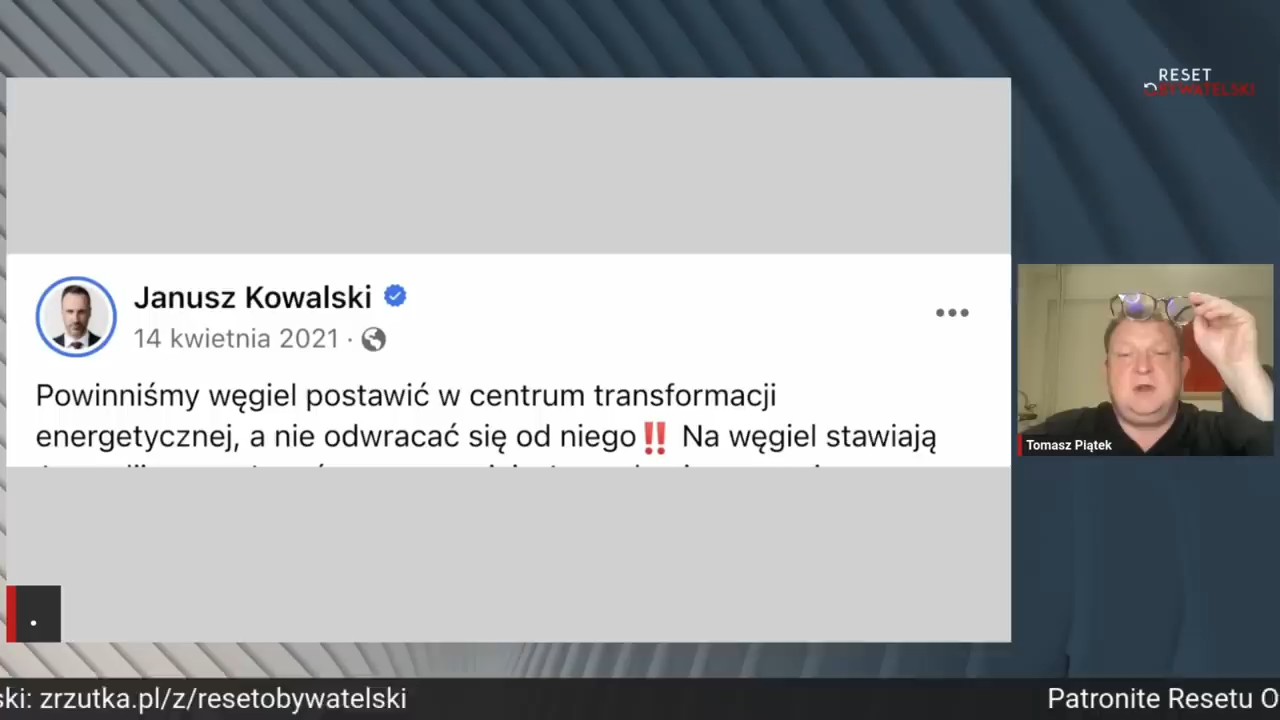 RESET
OBYWATELSKI
Janusz Kowalski
14 kwietnia 2021 ·
Powinniśmy węgiel postawić w centrum transformacji
energetycznej, a nie odwracać się od niego‼️ Na węgiel stawiają
Tomasz Piątek
.
ski: zrzutka.pl/z/resetobywatelski
Patronite Resetu O